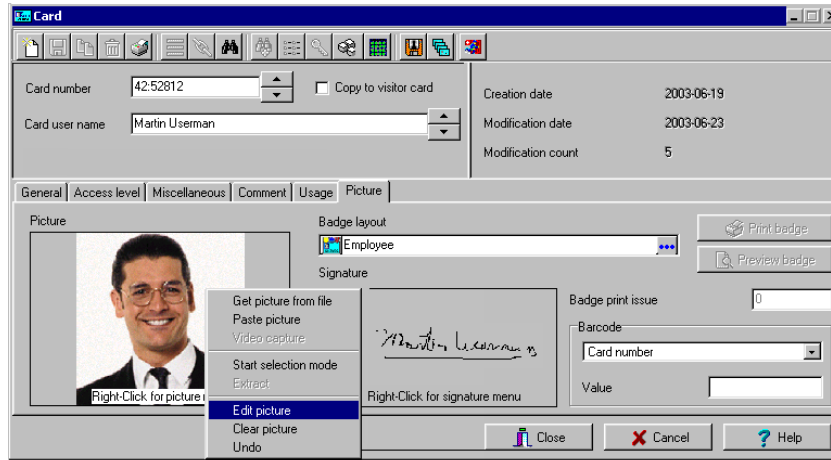 Card
Card number 42:52812 Copy to visitor card
Card user name Martin Userman
Creation date 2003-06-19
Modification date 2003-06-23
Modification count 5
General Access level Miscellaneous Comment Usage Picture
Picture
Right-Click for picture
Badge layout
Employee
Signature
Right-Click for signature menu
Print badge
Preview badge
Badge print issue 0
Barcode
Card number
Value
Get picture from file
Paste picture
Video capture
Start selection mode
Extract
Edit picture
Clear picture
Undo
Close Cancel Help